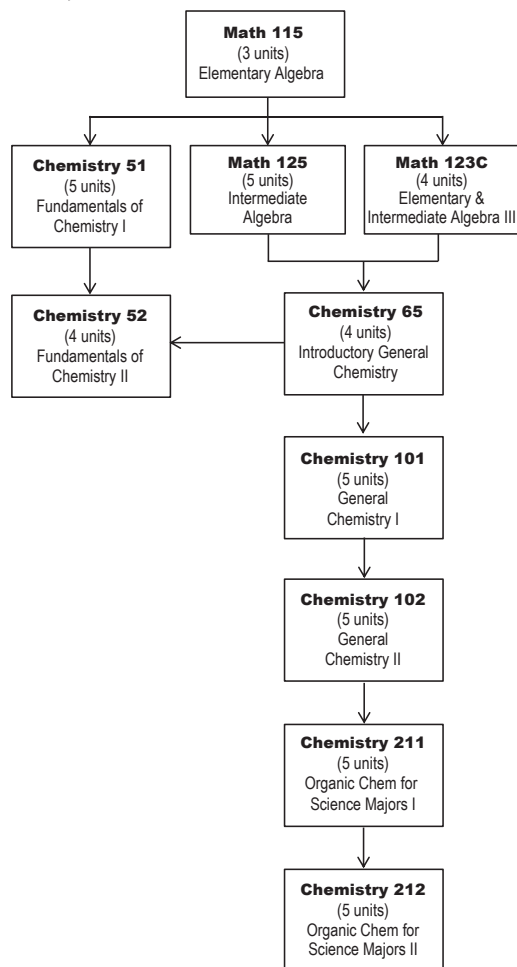 Math 115
(3 units)
Elementary Algebra
Chemistry 51
(5 units)
Fundamentals of
Chemistry I
Math 125
(5 units)
Intermediate
Algebra
Math 123C
(4 units)
Elementary &
Intermediate Algebra III
Chemistry 52
(4 units)
Fundamentals of
Chemistry II
Chemistry 65
(4 units)
Introductory General
Chemistry
Chemistry 101
(5 units)
General
Chemistry I
Chemistry 102
(5 units)
General
Chemistry II
Chemistry 211
(5 units)
Organic Chem for
Science Majors I
Chemistry 212
(5 units)
Organic Chem for
Science Majors II